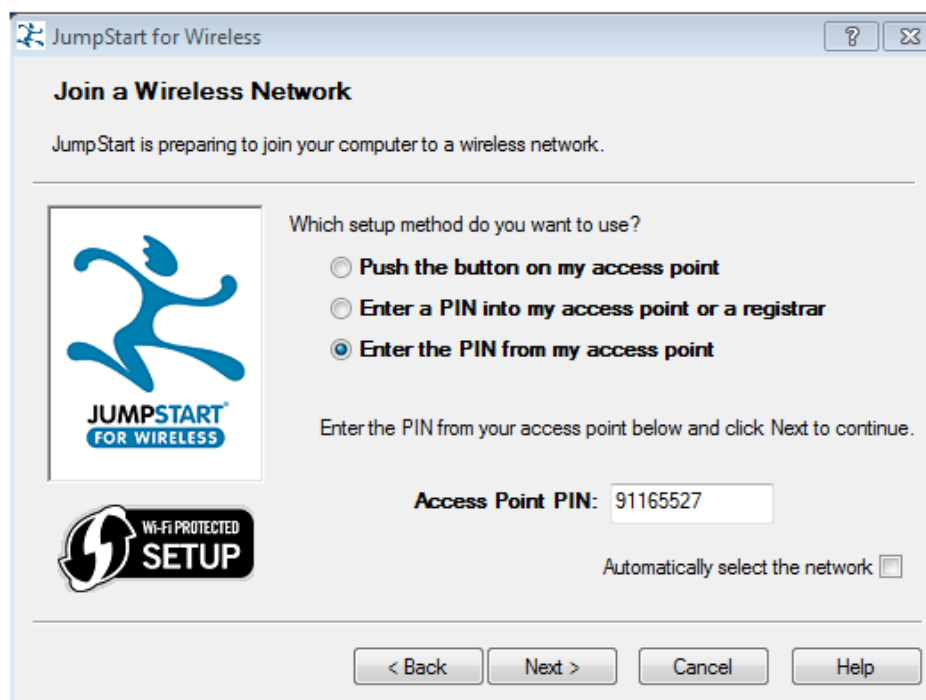 JumpStart for Wireless
Join a Wireless Network
JumpStart is preparing to join your computer to a wireless network.
Which setup method do you want to use?
Push the button on my access point
Enter a PIN into my access point or a registrar
Enter the PIN from my access point
JUMPSTART®
FOR WIRELESS
Enter the PIN from your access point below and click Next to continue.
Access Point PIN: 91165527
Wi-Fi PROTECTED
SETUP
Automatically select the network
< Back Next > Cancel Help